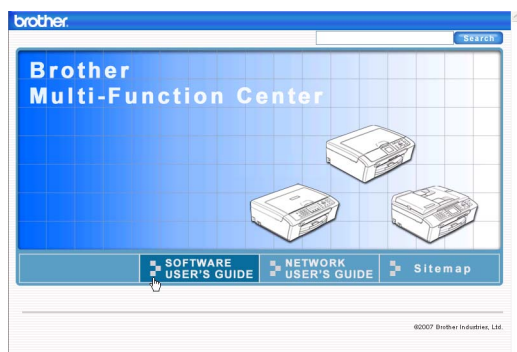 brother.
Search
Brother
Multi-Function Center
SOFTWARE
USER'S GUIDE
NETWORK
USER'S GUIDE
Sitemap
©2007 Brother Industries, Ltd.